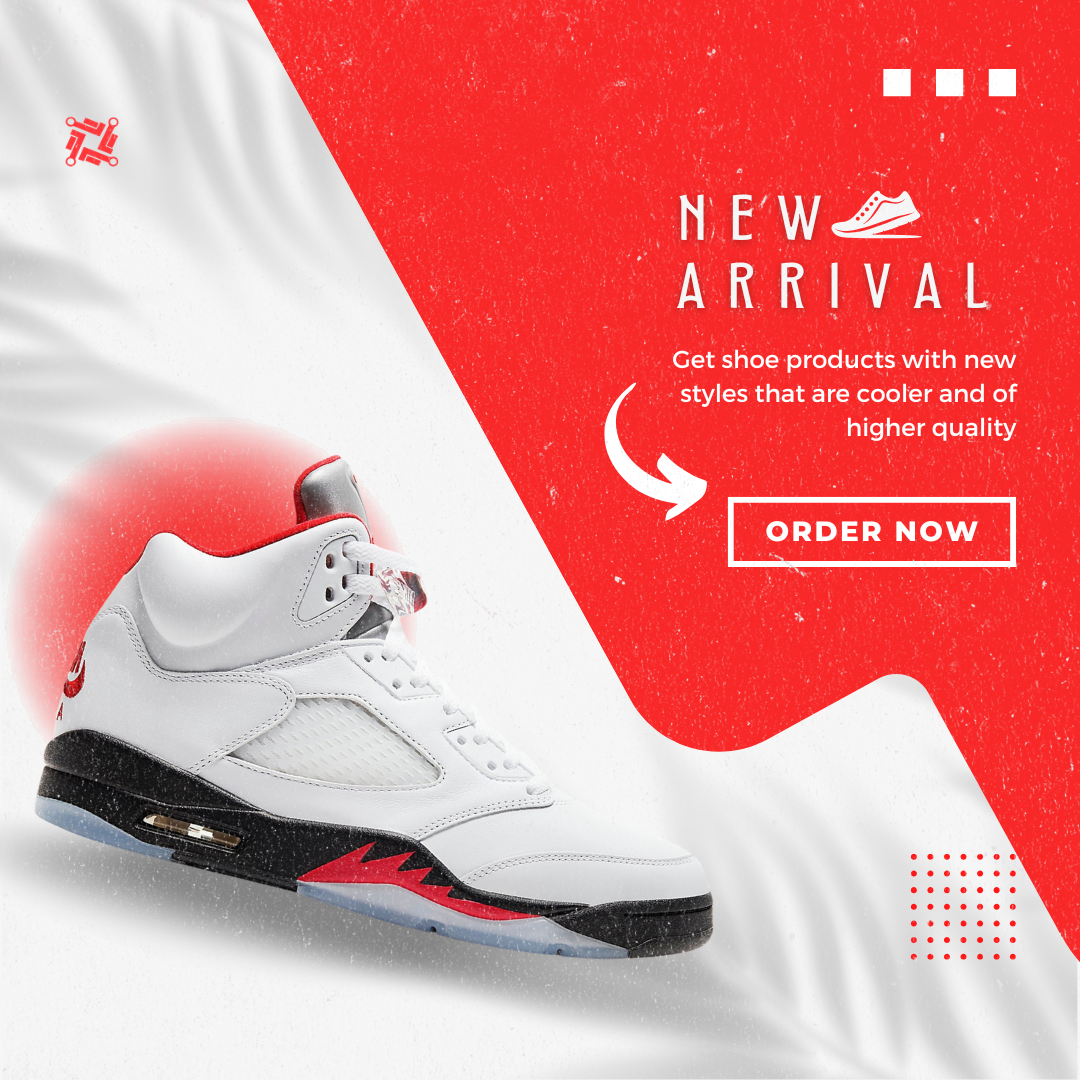 NEW
ARRIVAL
Get shoe products with new
styles that are cooler and of
higher quality
ORDER NOW